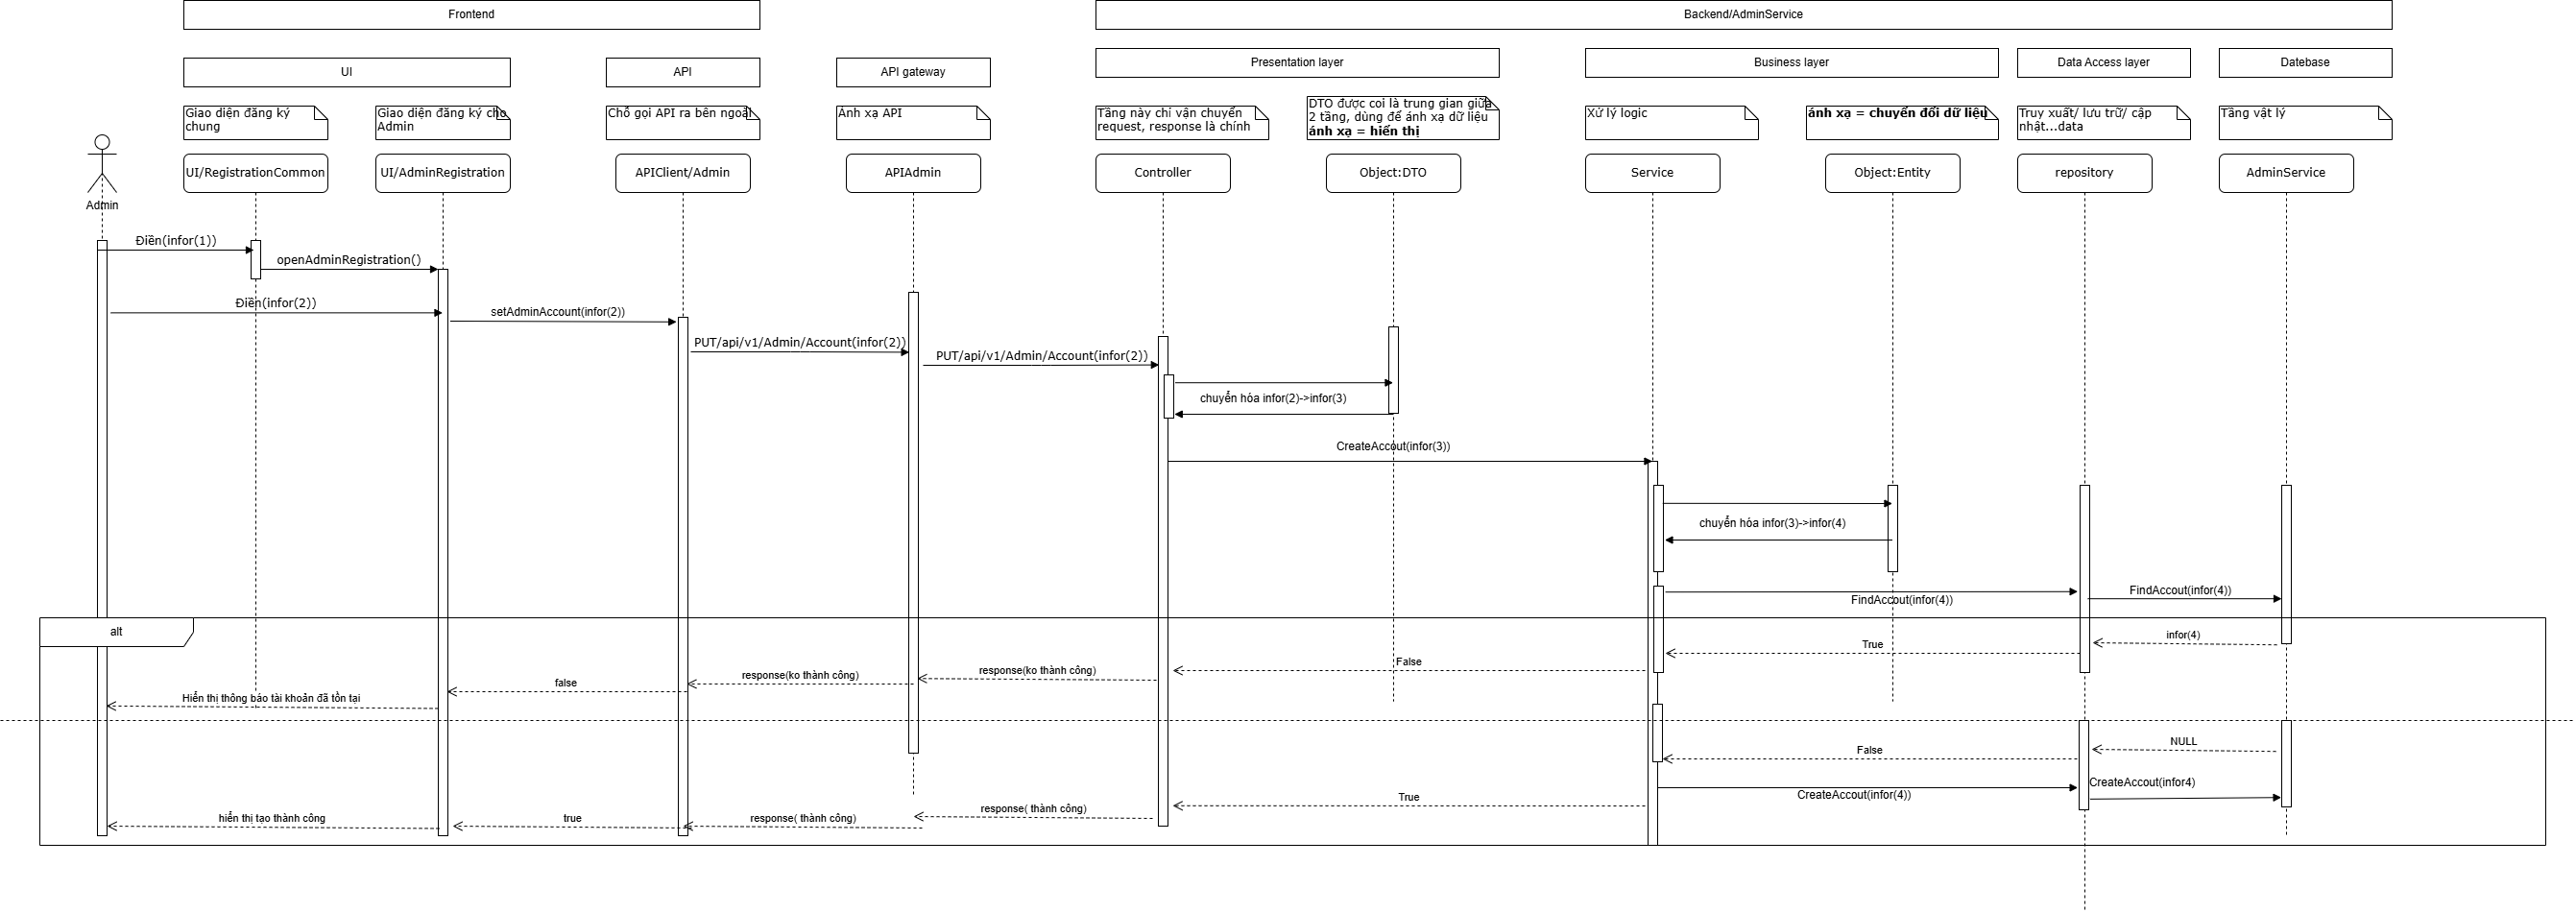 Frontend
Backend/AdminService
UI
API
API gateway
Presentation layer
Business layer
Data Access layer
Datebase
Giao diện đăng ký
chung
Giao diện đăng ký cho
Admin
Chỗ gọi API ra bên ngoài
Ánh xạ API
Tầng này chỉ vận chuyển
request, response là chính
DTO được coi là trung gian giữa
2 tầng, dùng để ánh xạ dữ liệu
ánh xạ = hiển thị
Xử lý logic
ánh xạ = chuyển đổi dữ liệu
Truy xuất/ lưu trữ/ cập
nhật...data
Tầng vật lý
Admin
UI/RegistrationCommon
UI/AdminRegistration
APIClient/Admin
APIAdmin
Controller
Object:DTO
Service
Object:Entity
repository
AdminService
Điền(infor(1))
openAdminRegistration()
Điền(infor(2))
setAdminAccount(infor(2))
PUT/api/v1/Admin/Account(infor(2))
PUT/api/v1/Admin/Account(infor(2))
chuyển hóa infor(2)->infor(3)
CreateAccout(infor(3))
chuyển hóa infor(3)->infor(4)
FindAccout(infor(4))
FindAccout(infor(4))
alt
infor(4)
True
False
response(ko thành công)
response(ko thành công)
false
Hiển thị thông báo tài khoản đã tồn tại
NULL
False
CreateAccout(infor4)
CreateAccout(infor(4))
True
response( thành công)
response( thành công)
true
hiển thị tạo thành công